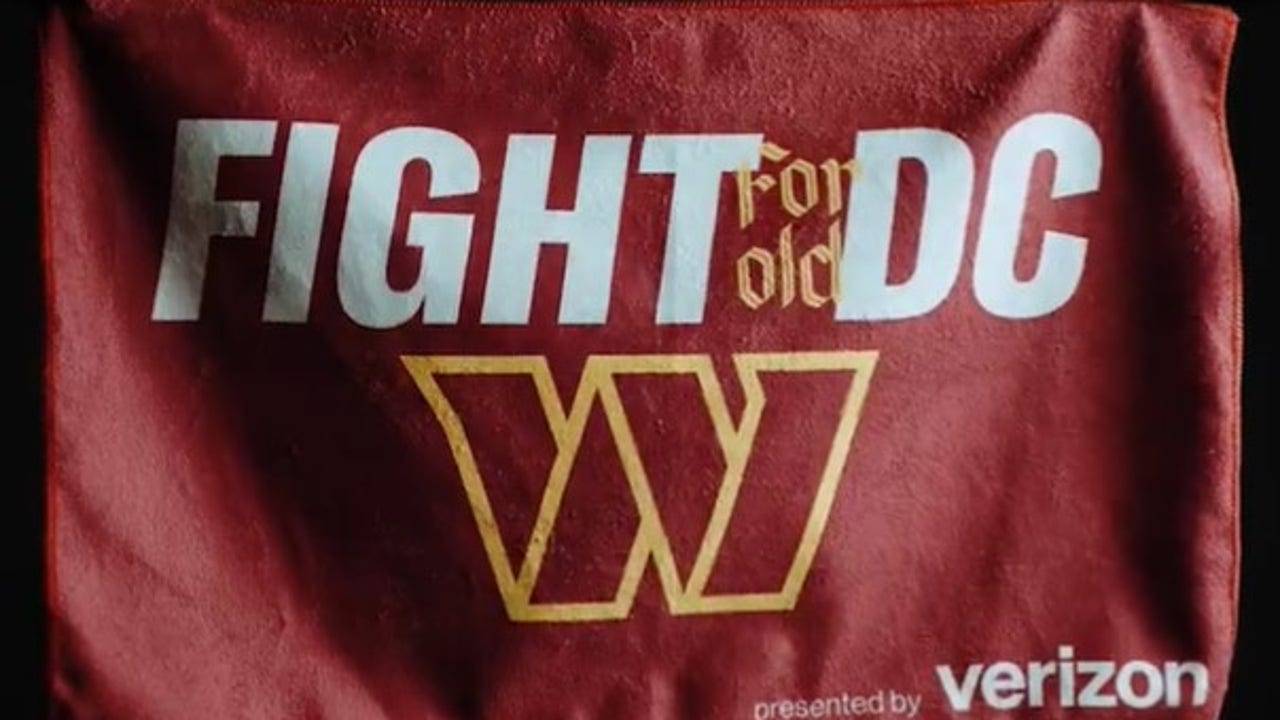 FIGHT for old DC
W
presented by verizon